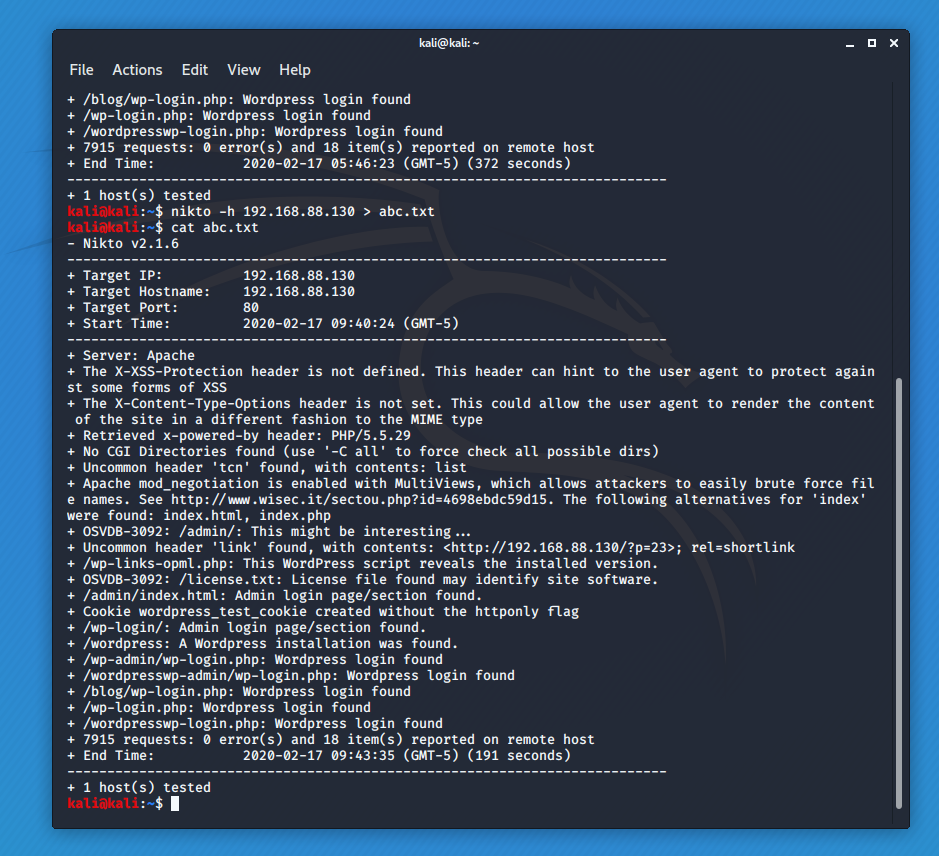 kali@kali: ~
File Actions Edit View Help
+ /blog/wp-login.php: Wordpress login found
+ /wp-login.php: Wordpress login found
+ /wordpresswp-login.php: Wordpress login found
+ 7915 requests: 0 error(s) and 18 item(s) reported on remote host
+ End Time:           2020-02-17 05:46:23 (GMT-5) (372 seconds)
---------------------------------------------------------------------------
+ 1 host(s) tested
kali@kali:~$ nikto -h 192.168.88.130 > abc.txt
kali@kali:~$ cat abc.txt
- Nikto v2.1.6
---------------------------------------------------------------------------
+ Target IP:          192.168.88.130
+ Target Hostname:    192.168.88.130
+ Target Port:        80
+ Start Time:         2020-02-17 09:40:24 (GMT-5)
---------------------------------------------------------------------------
+ Server: Apache
+ The X-XSS-Protection header is not defined. This header can hint to the user agent to protect again
st some forms of XSS
+ The X-Content-Type-Options header is not set. This could allow the user agent to render the content
 of the site in a different fashion to the MIME type
+ Retrieved x-powered-by header: PHP/5.5.29
+ No CGI Directories found (use '-C all' to force check all possible dirs)
+ Uncommon header 'tcn' found, with contents: list
+ Apache mod_negotiation is enabled with MultiViews, which allows attackers to easily brute force fil
e names. See http://www.wisec.it/sectou.php?id=4698ebdc59d15. The following alternatives for 'index'
were found: index.html, index.php
+ OSVDB-3092: /admin/: This might be interesting...
+ Uncommon header 'link' found, with contents: <http://192.168.88.130/?p=23>; rel=shortlink
+ /wp-links-opml.php: This WordPress script reveals the installed version.
+ OSVDB-3092: /license.txt: License file found may identify site software.
+ /admin/index.html: Admin login page/section found.
+ Cookie wordpress_test_cookie created without the httponly flag
+ /wp-login/: Admin login page/section found.
+ /wordpress: A Wordpress installation was found.
+ /wp-admin/wp-login.php: Wordpress login found
+ /wordpresswp-admin/wp-login.php: Wordpress login found
+ /blog/wp-login.php: Wordpress login found
+ /wp-login.php: Wordpress login found
+ /wordpresswp-login.php: Wordpress login found
+ 7915 requests: 0 error(s) and 18 item(s) reported on remote host
+ End Time:           2020-02-17 09:43:35 (GMT-5) (191 seconds)
---------------------------------------------------------------------------
+ 1 host(s) tested
kali@kali:~$